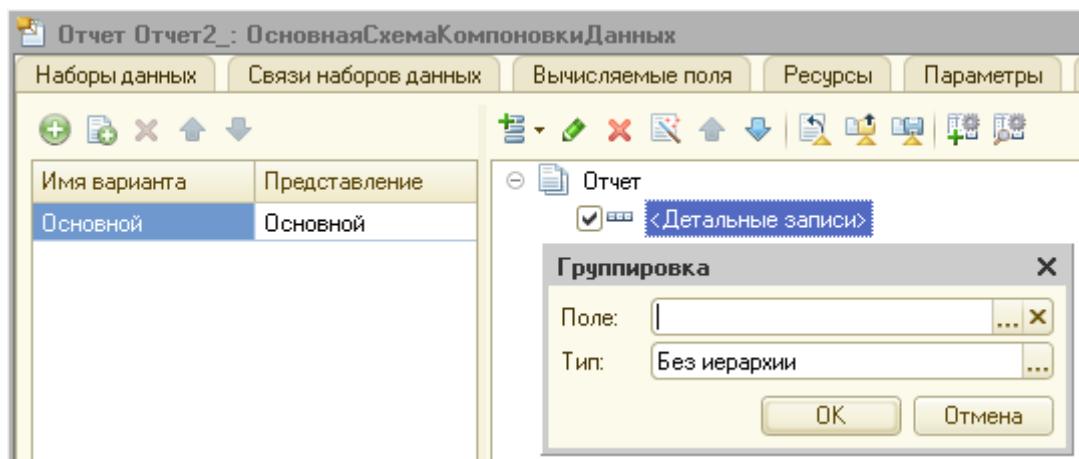 Отчет Отчет2_: ОсновнаяСхемаКомпоновкиДанных
Наборы данных Связи наборов данных Вычисляемые поля Ресурсы Параметры
Имя варианта Представление
Отчет
Основной Основной
<Детальные записи>
Группировка
Поле:
Тип: Без иерархии
OK Отмена